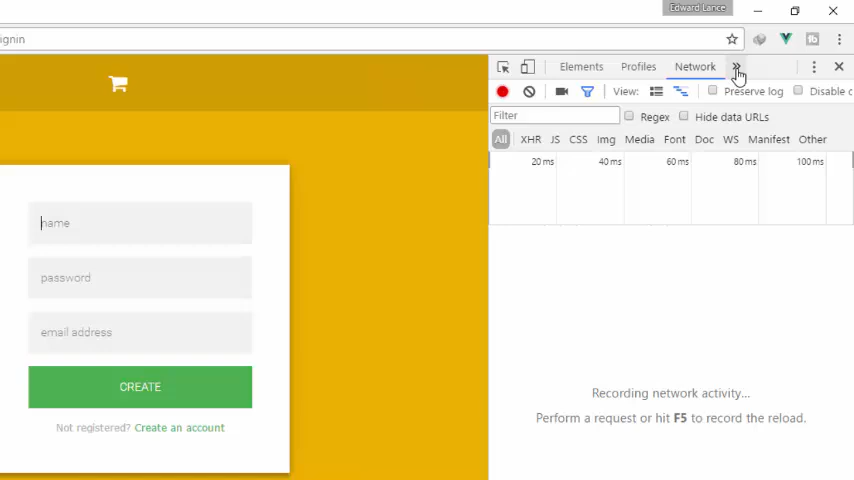 Edward Lance
ignin
Elements Profiles Network »
View: Preserve log Disable c
Filter Regex Hide data URLs
All XHR JS CSS Img Media Font Doc WS Manifest Other
20 ms 40 ms 60 ms 80 ms 100 ms
name
password
email address
CREATE
Not registered? Create an account
Recording network activity...
Perform a request or hit F5 to record the reload.